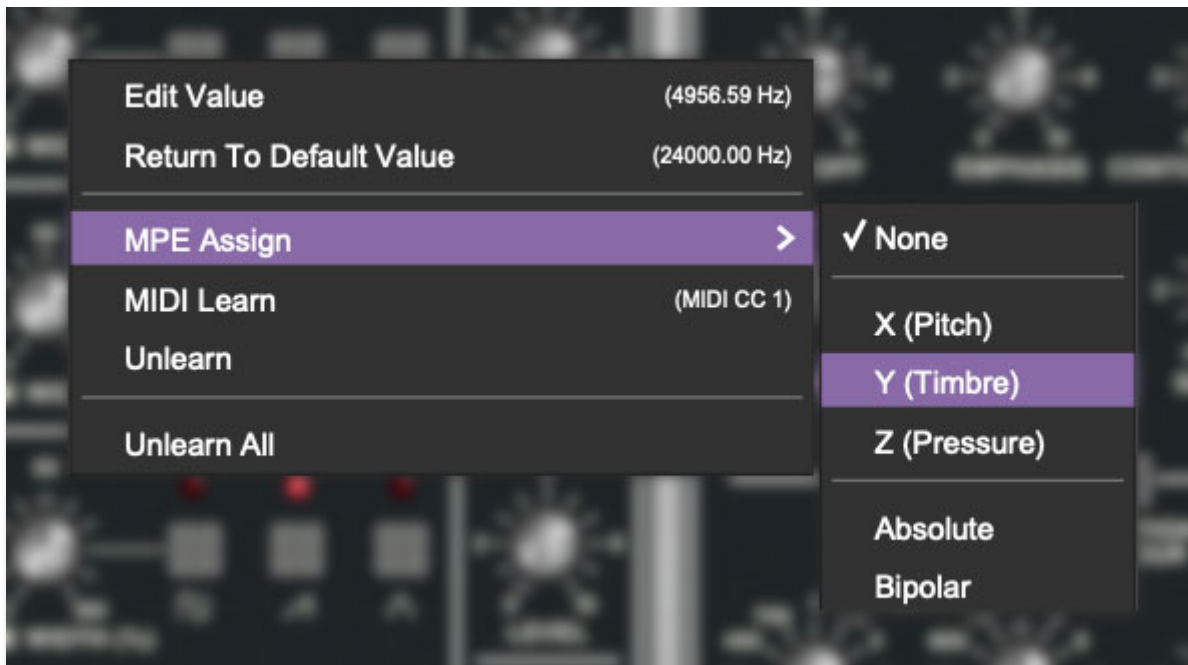 Edit Value (4956.59 Hz)
Return To Default Value (24000.00 Hz)
MPE Assign >
MIDI Learn (MIDI CC 1)
Unlearn
Unlearn All
✓ None
X (Pitch)
Y (Timbre)
Z (Pressure)
Absolute
Bipolar
LEVEL